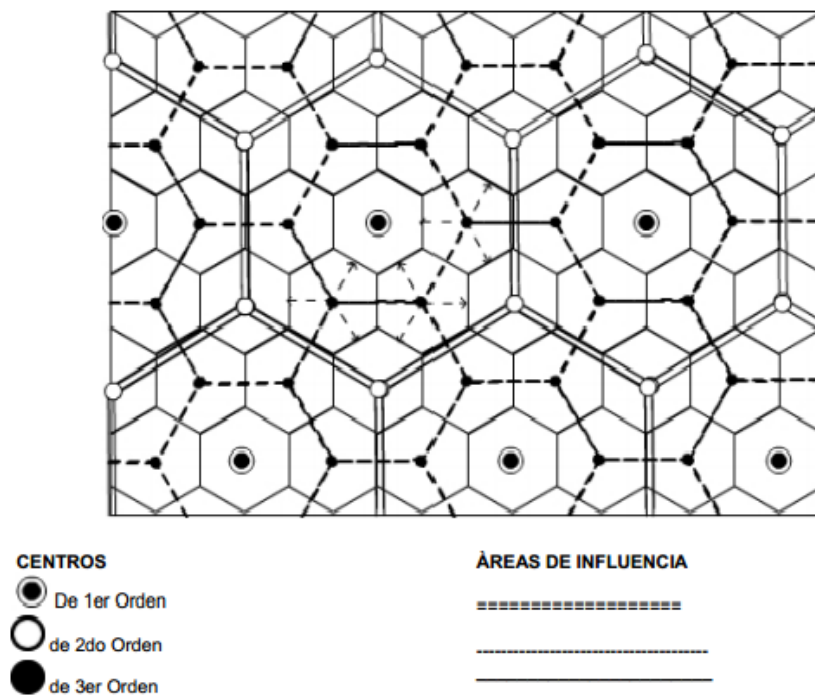 CENTROS
De 1er Orden
de 2do Orden
de 3er Orden
ÀREAS DE INFLUENCIA